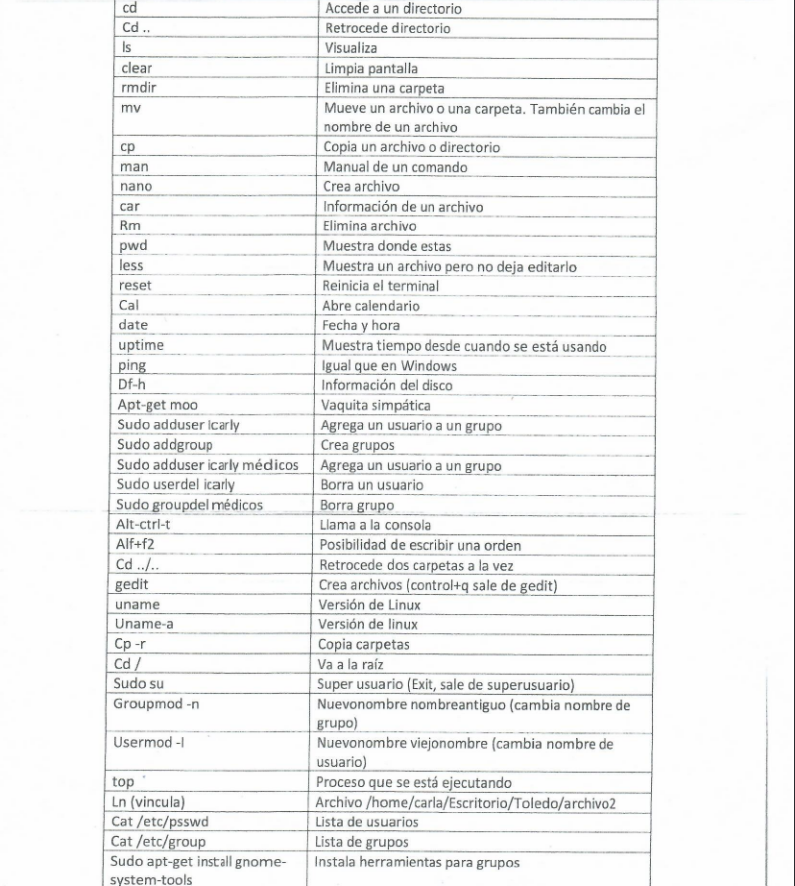 cd Accede a un directorio
Cd .. Retrocede directorio
ls Visualiza
clear Limpia pantalla
rmdir Elimina una carpeta
mv Mueve un archivo o una carpeta. También cambia el
nombre de un archivo
cp Copia un archivo o directorio
man Manual de un comando
nano Crea archivo
car Información de un archivo
Rm Elimina archivo
pwd Muestra donde estas
less Muestra un archivo pero no deja editarlo
reset Reinicia el terminal
Cal Abre calendario
date Fecha y hora
uptime Muestra tiempo desde cuando se está usando
ping Igual que en Windows
Df-h Información del disco
Apt-get moo Vaquita simpática
Sudo adduser Icarly Agrega un usuario a un grupo
Sudo addgroup Crea grupos
Sudo adduser icarly médicos Agrega un usuario a un grupo
Sudo userdel icarly Borra un usuario
Sudo groupdel médicos Borra grupo
Alt-ctrl-t Llama a la consola
Alf+f2 Posibilidad de escribir una orden
Cd ../.. Retrocede dos carpetas a la vez
gedit Crea archivos (control+q sale de gedit)
uname Versión de Linux
Uname-a Versión de linux
Cp -r Copia carpetas
Cd / Va a la raíz
Sudo su Super usuario (Exit, sale de superusuario)
Groupmod -n Nuevonombre nombreantiguo (cambia nombre de
grupo)
Usermod -l Nuevonombre viejonombre (cambia nombre de
usuario)
top Proceso que se está ejecutando
Ln (vincula) Archivo /home/carla/Escritorio/Toledo/archivo2
Cat /etc/psswd Lista de usuarios
Cat /etc/group Lista de grupos
Sudo apt-get install gnome- Instala herramientas para grupos
system-tools